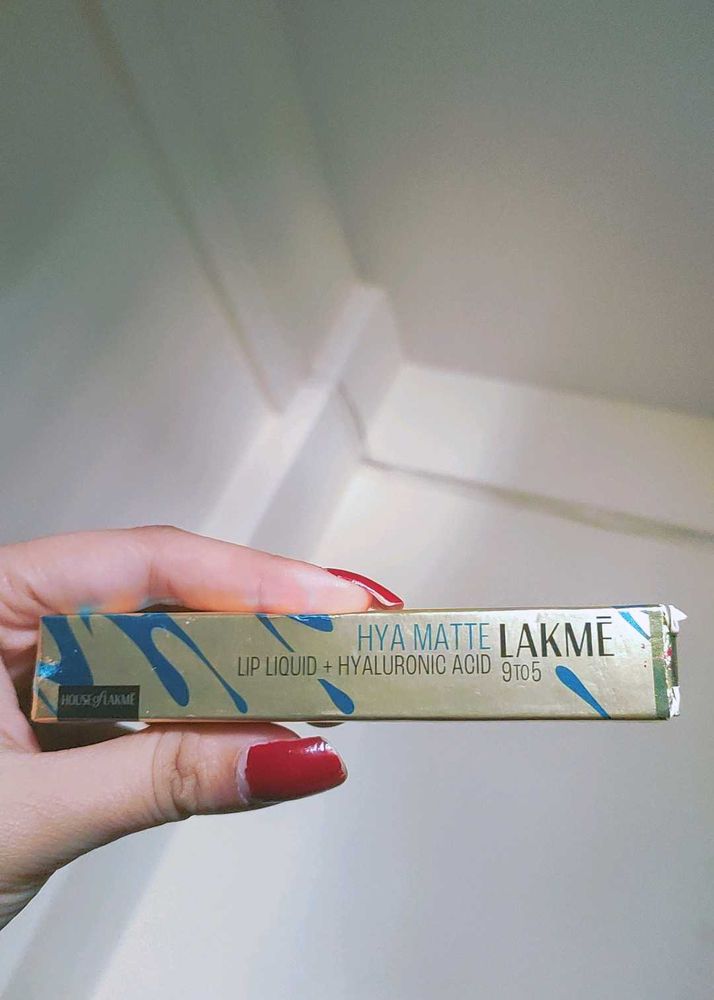 HYA MATTE LAKMĒ
LIP LIQUID + HYALURONIC ACID 9TO5
HOUSE of LAKMĒ